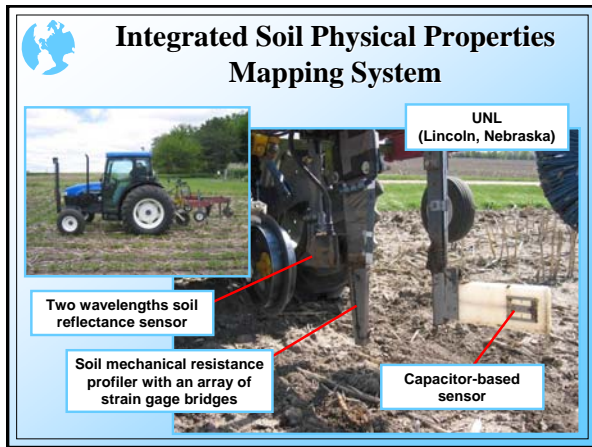 Integrated Soil Physical Properties
Mapping System
UNL
(Lincoln, Nebraska)
Two wavelengths soil
reflectance sensor
Soil mechanical resistance
profiler with an array of
strain gage bridges
Capacitor-based
sensor